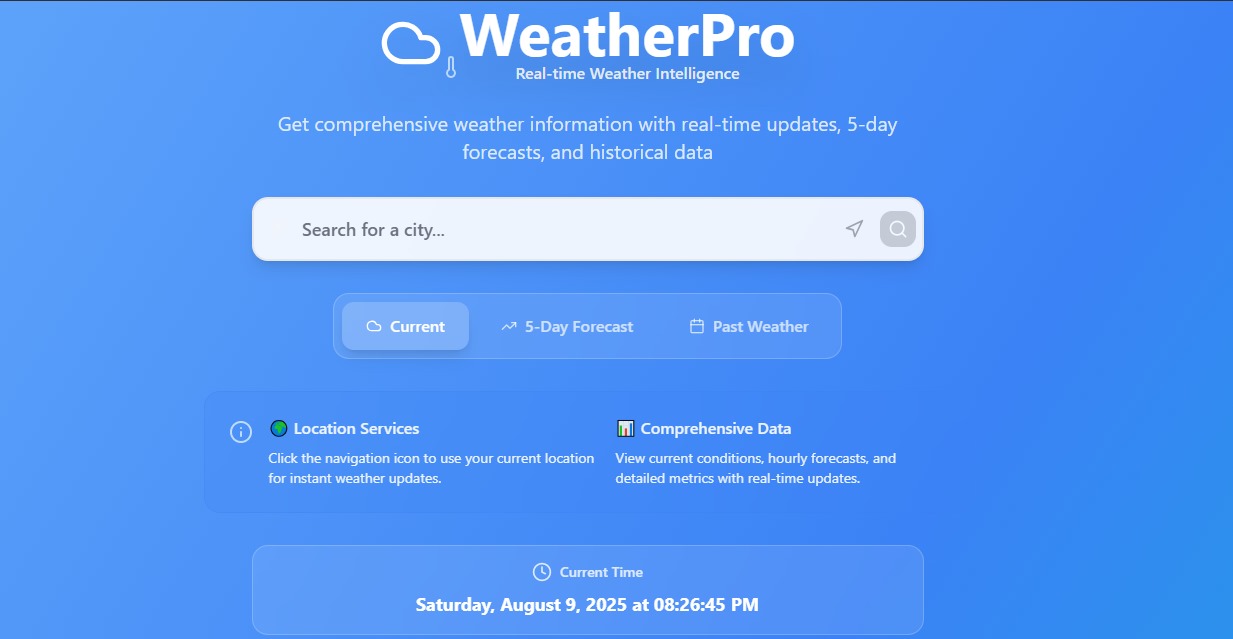 WeatherPro
Real-time Weather Intelligence
Get comprehensive weather information with real-time updates, 5-day
forecasts, and historical data
Search for a city...
Current
5-Day Forecast
Past Weather
Location Services
Click the navigation icon to use your current location
for instant weather updates.
Comprehensive Data
View current conditions, hourly forecasts, and
detailed metrics with real-time updates.
Current Time
Saturday, August 9, 2025 at 08:26:45 PM